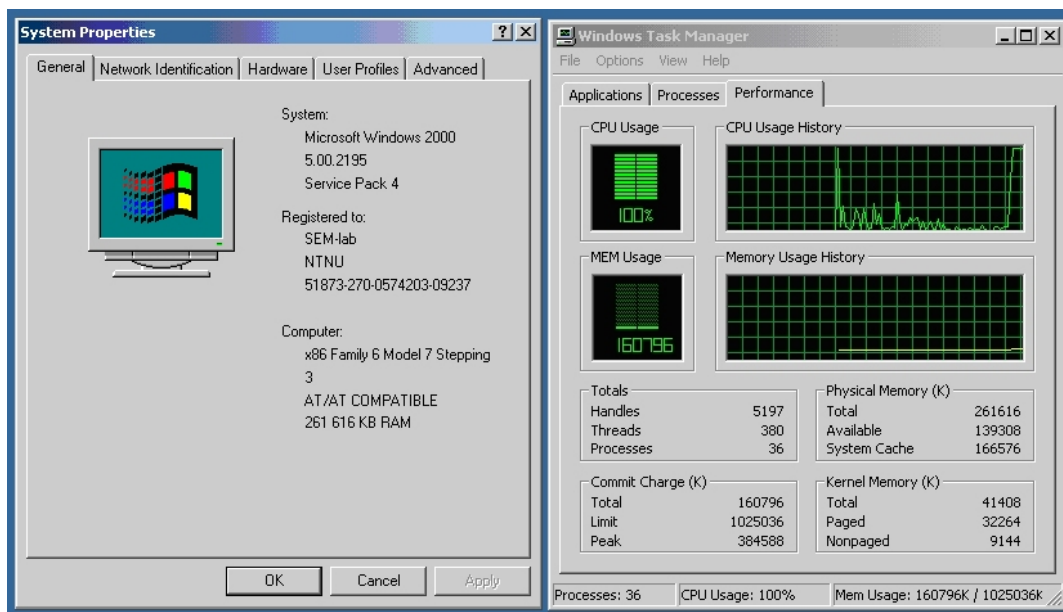 System Properties
General Network Identification Hardware User Profiles Advanced
System:
Microsoft Windows 2000
5.00.2195
Service Pack 4
Registered to:
SEM-lab
NTNU
51873-270-0574203-09237
Computer:
x86 Family 6 Model 7 Stepping
3
AT/AT COMPATIBLE
261 616 KB RAM
OK Cancel Apply
Windows Task Manager
File Options View Help
Applications Processes Performance
CPU Usage CPU Usage History
100%
MEM Usage Memory Usage History
160796
Totals
Handles 5197
Threads 380
Processes 36
Physical Memory (K)
Total 261616
Available 139308
System Cache 166576
Commit Charge (K)
Total 160796
Limit 1025036
Peak 384588
Kernel Memory (K)
Total 41408
Paged 32264
Nonpaged 9144
Processes: 36 CPU Usage: 100% Mem Usage: 160796K / 1025036K